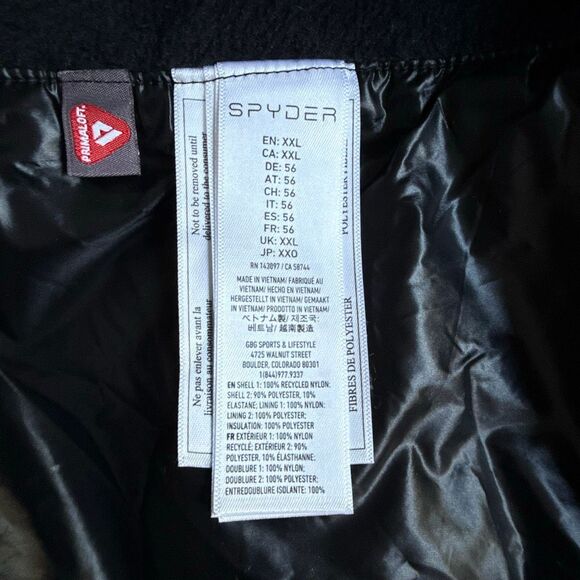 PRIMALOFT.
SPYDER
EN: XXL
CA: XXL
DE: 56
AT: 56
CH: 56
IT: 56
ES: 56
FR: 56
UK: XXL
JP: XXO
RN 143097 / CA 58744
MADE IN VIETNAM/ FABRIQUÉ AU
VIETNAM/ HECHO EN VIETNAM/
HERGESTELLT IN VIETNAM/ GEMAAKT
IN VIETNAM/ PRODOTTO IN VIETNAM/
ベトナム製/ 제조국:
베트남/ 越南製造
GBG SPORTS & LIFESTYLE
4725 WALNUT STREET
BOULDER, COLORADO 80301
1(844)977.9337
EN SHELL 1: 100% RECYCLED NYLON;
SHELL 2: 90% POLYESTER, 10%
ELASTANE; LINING 1: 100% NYLON;
LINING 2: 100% POLYESTER;
INSULATION: 100% POLYESTER
FR EXTÉRIEUR 1: 100% NYLON
RECYCLÉ; EXTÉRIEUR 2: 90%
POLYESTER, 10% ÉLASTHANNE;
DOUBLURE 1: 100% NYLON;
DOUBLURE 2: 100% POLYESTER;
ENTREDOUBLURE ISOLANTE: 100%
Not to be removed until
delivered to the consumer
Ne pas enlever avant la
livraison au consommateur
POLYESTER
FIBRES DE POLYESTER